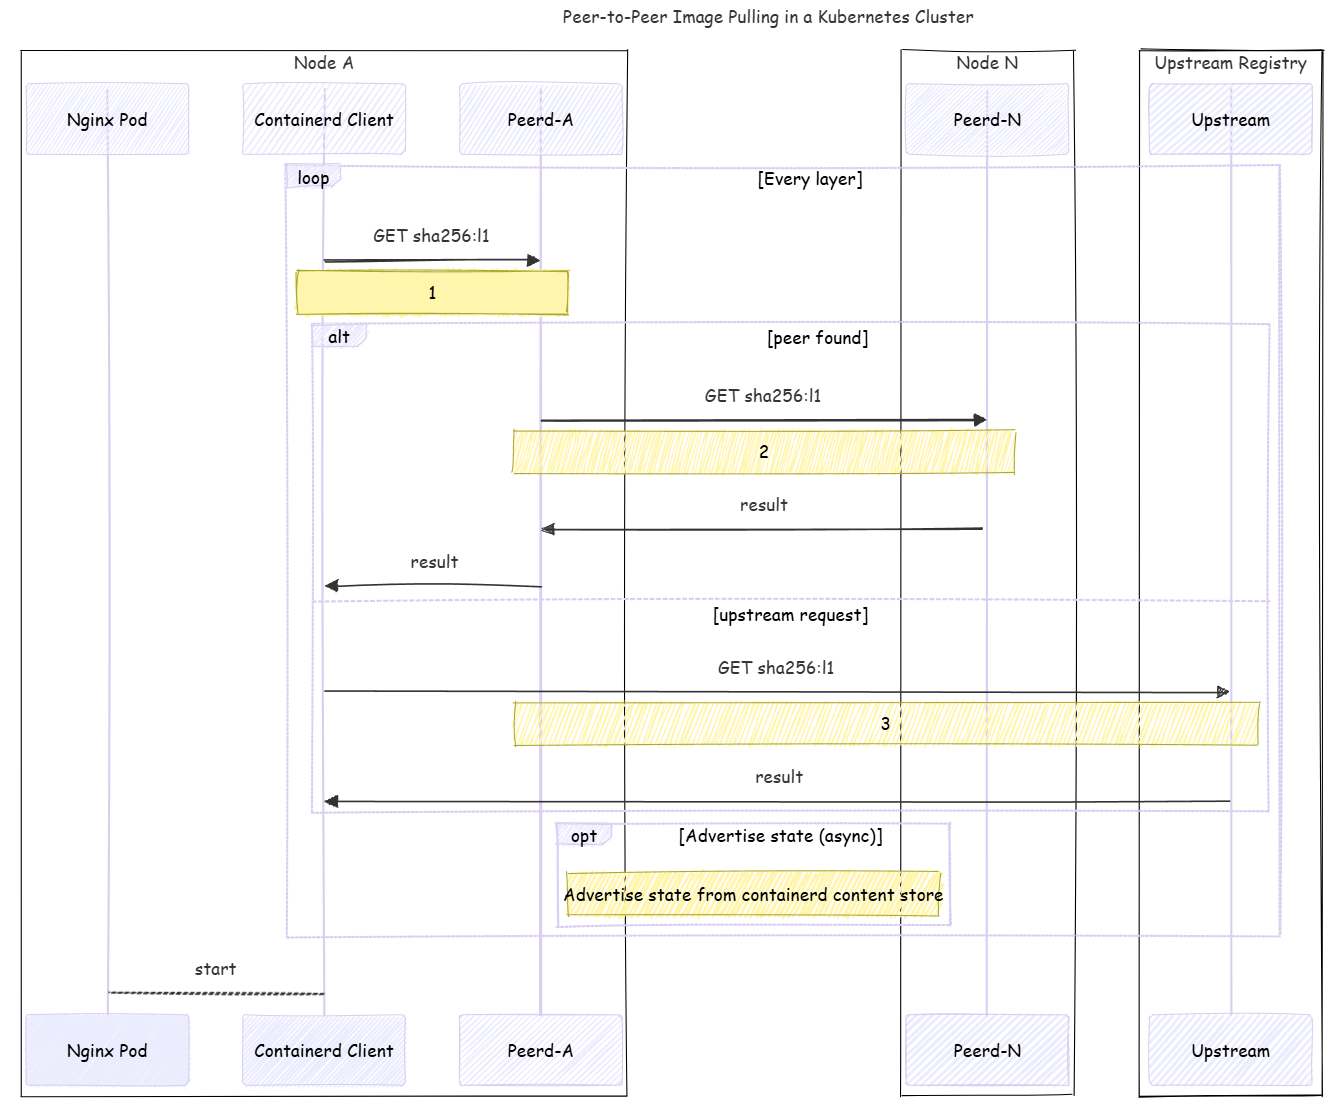 Peer-to-Peer Image Pulling in a Kubernetes Cluster
Node A
Node N
Upstream Registry
Nginx Pod
Containerd Client
Peerd-A
Peerd-N
Upstream
loop
[Every layer]
GET sha256:l1
1
alt
[peer found]
GET sha256:l1
2
result
result
[upstream request]
GET sha256:l1
3
result
opt
[Advertise state (async)]
Advertise state from containerd content store
start
Nginx Pod
Containerd Client
Peerd-A
Peerd-N
Upstream